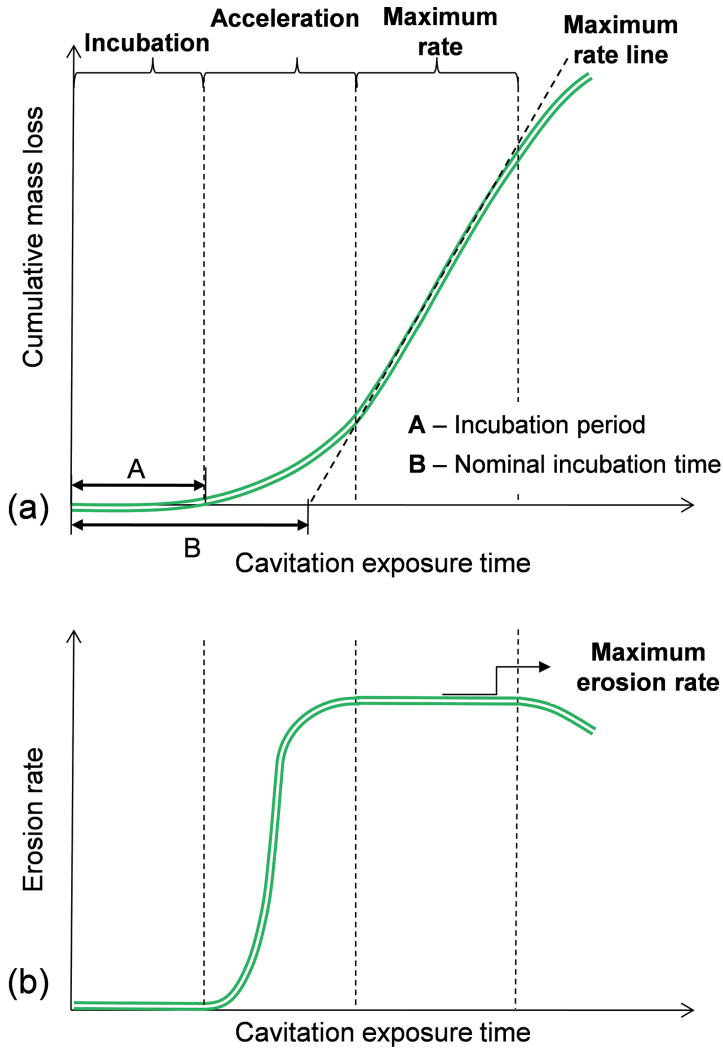 Incubation
Acceleration
Maximum
rate
Maximum
rate line
Cumulative mass loss
A – Incubation period
B – Nominal incubation time
A
B
(a)
Cavitation exposure time
Maximum
erosion rate
Erosion rate
(b)
Cavitation exposure time